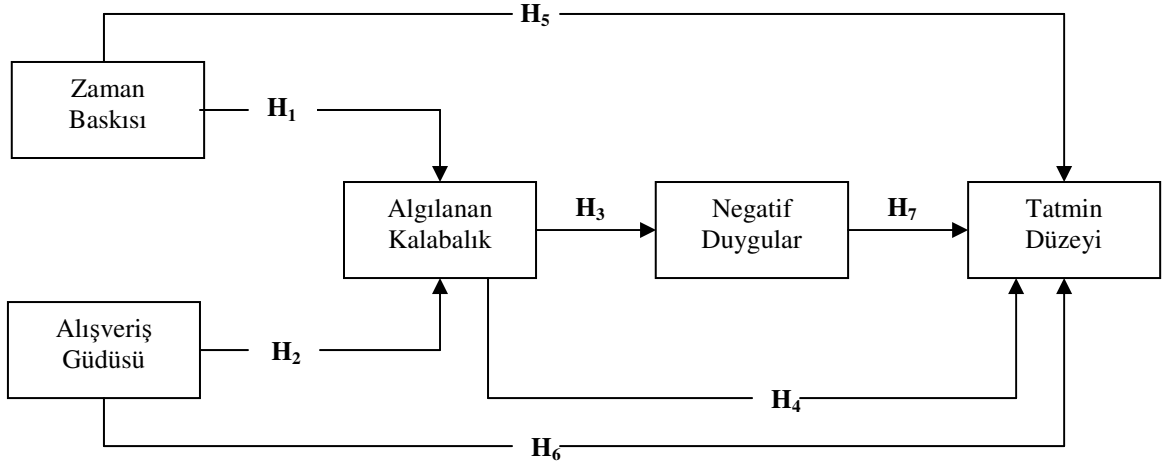 H₅
Zaman
Baskısı
H₁
Algılanan
Kalabalık
H₃
Negatif
Duygular
H₇
Tatmin
Düzeyi
Alışveriş
Güdüsü
H₂
H₄
H₆